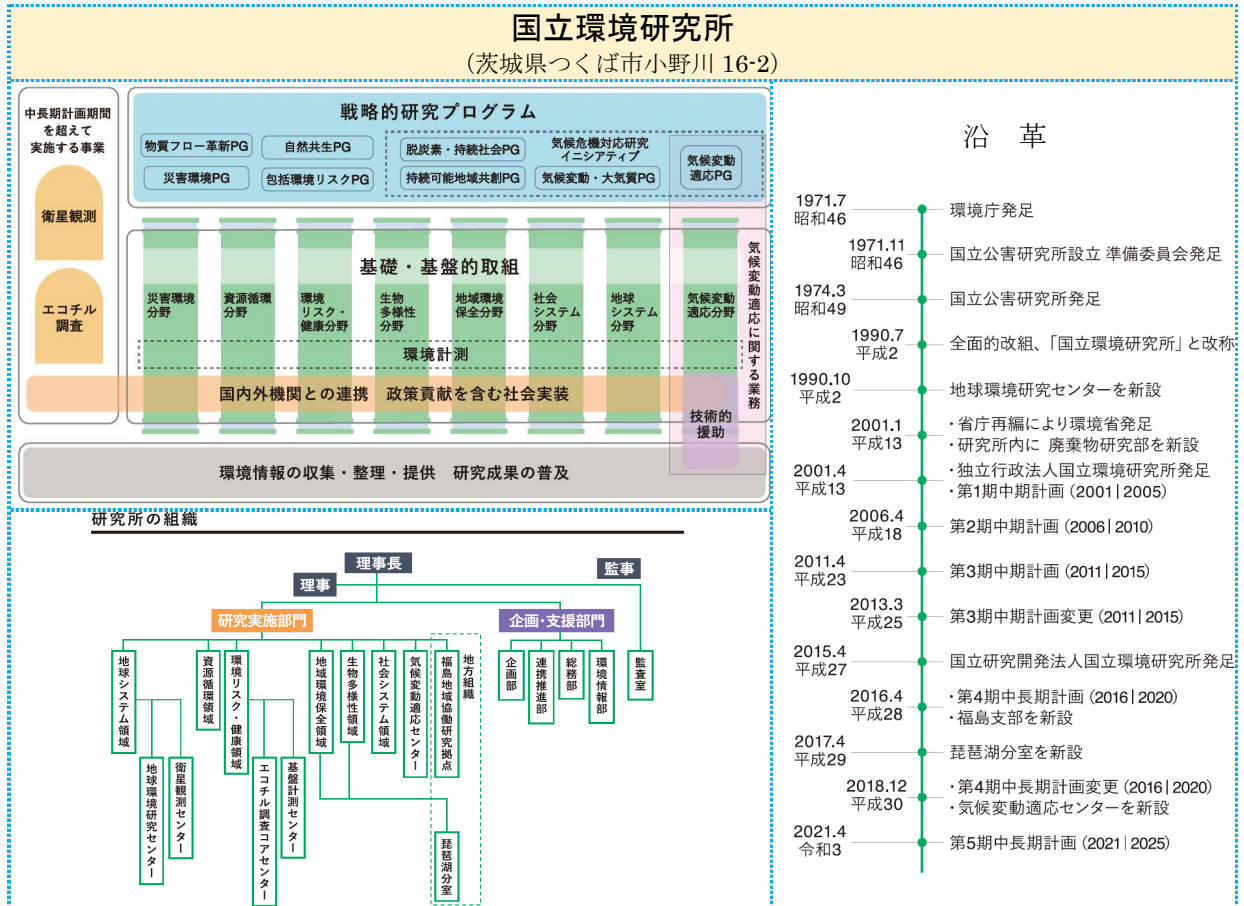 国立環境研究所
（茨城県つくば市小野川 16-2）
中長期計画期間
を超えて
実施する事業
衛星観測
エコチル
調査
戦略的研究プログラム
物質フロー革新PG
自然共生PG
災害環境PG
包括環境リスクPG
脱炭素・持続社会PG
気候危機対応研究
イニシアティブ
持続可能地域共創PG
気候変動・大気質PG
気候変動
適応PG
基礎・基盤的取組
災害環境
分野
資源循環
分野
環境
リスク・
健康分野
生物
多様性
分野
地域環境
保全分野
社会
システム
分野
地球
システム
分野
気候変動
適応分野
気候変動適応に関する業務
環境計測
国内外機関との連携　政策貢献を含む社会実装
技術的
援助
環境情報の収集・整理・提供　研究成果の普及
研究所の組織
理事長
理事
監事
研究実施部門
企画・支援部門
地球システム領域
地球環境研究センター
衛星観測センター
資源循環領域
環境リスク・健康領域
エコチル調査コアセンター
基盤計測センター
地域環境保全領域
生物多様性領域
社会システム領域
気候変動適応センター
福島地域協働研究拠点
地方組織
琵琶湖分室
企画部
連携推進部
総務部
環境情報部
監査室
沿　革
1971.7
昭和46
環境庁発足
1971.11
昭和46
国立公害研究所設立 準備委員会発足
1974.3
昭和49
国立公害研究所発足
1990.7
平成2
全面的改組、「国立環境研究所」と改称
1990.10
平成2
地球環境研究センターを新設
2001.1
平成13
・省庁再編により環境省発足
・研究所内に 廃棄物研究部を新設
2001.4
平成13
・独立行政法人国立環境研究所発足
・第1期中期計画（2001|2005）
2006.4
平成18
第2期中期計画（2006|2010）
2011.4
平成23
第3期中期計画（2011|2015）
2013.3
平成25
第3期中期計画変更（2011|2015）
2015.4
平成27
国立研究開発法人国立環境研究所発足
2016.4
平成28
・第4期中長期計画（2016|2020）
・福島支部を新設
2017.4
平成29
琵琶湖分室を新設
2018.12
平成30
・第4期中長期計画変更（2016|2020）
・気候変動適応センターを新設
2021.4
令和3
第5期中長期計画（2021|2025）